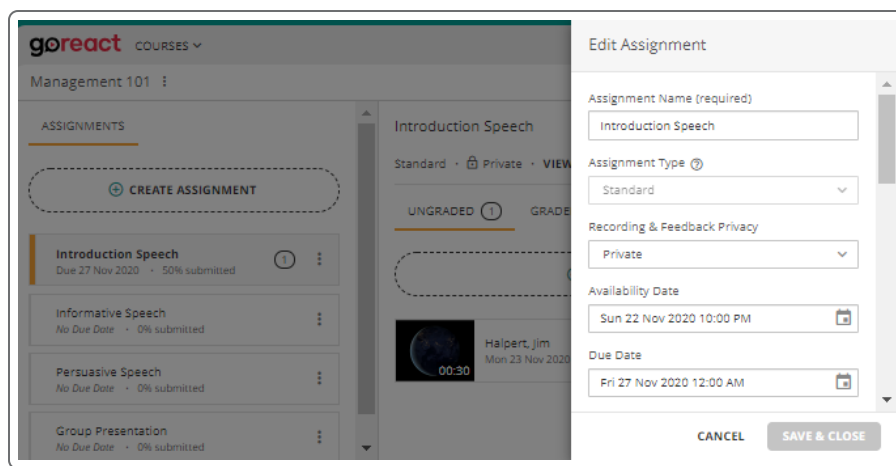 goreact COURSES
Management 101
ASSIGNMENTS
CREATE ASSIGNMENT
Introduction Speech
Due 27 Nov 2020 • 50% submitted
1
Informative Speech
No Due Date • 0% submitted
Persuasive Speech
No Due Date • 0% submitted
Group Presentation
No Due Date • 0% submitted
Introduction Speech
Standard • Private • VIEW
UNGRADED 1 GRADE
Halpert, Jim
Mon 23 Nov 2020
00:30
Edit Assignment
Assignment Name (required)
Introduction Speech
Assignment Type ?
Standard
Recording & Feedback Privacy
Private
Availability Date
Sun 22 Nov 2020 10:00 PM
Due Date
Fri 27 Nov 2020 12:00 AM
CANCEL SAVE & CLOSE